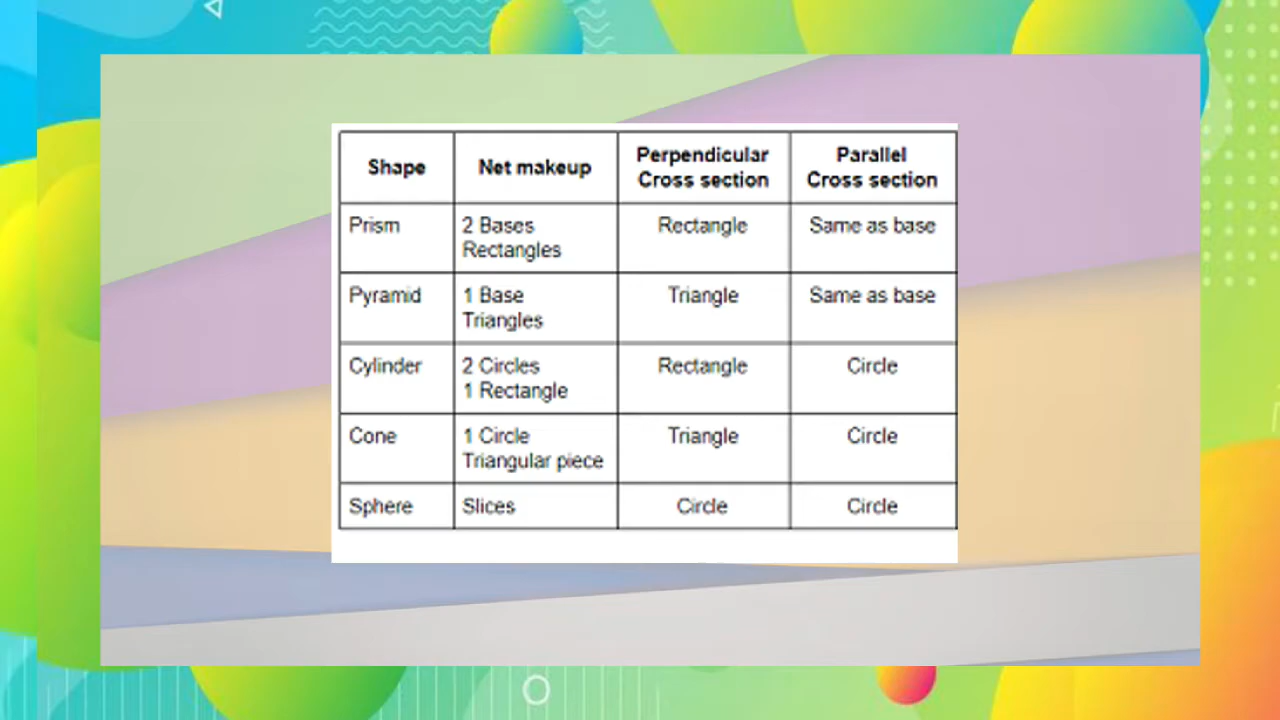 Shape Net makeup Perpendicular Cross section Parallel Cross section
Prism 2 Bases Rectangles Rectangle Same as base
Pyramid 1 Base Triangles Triangle Same as base
Cylinder 2 Circles 1 Rectangle Rectangle Circle
Cone 1 Circle Triangular piece Triangle Circle
Sphere Slices Circle Circle